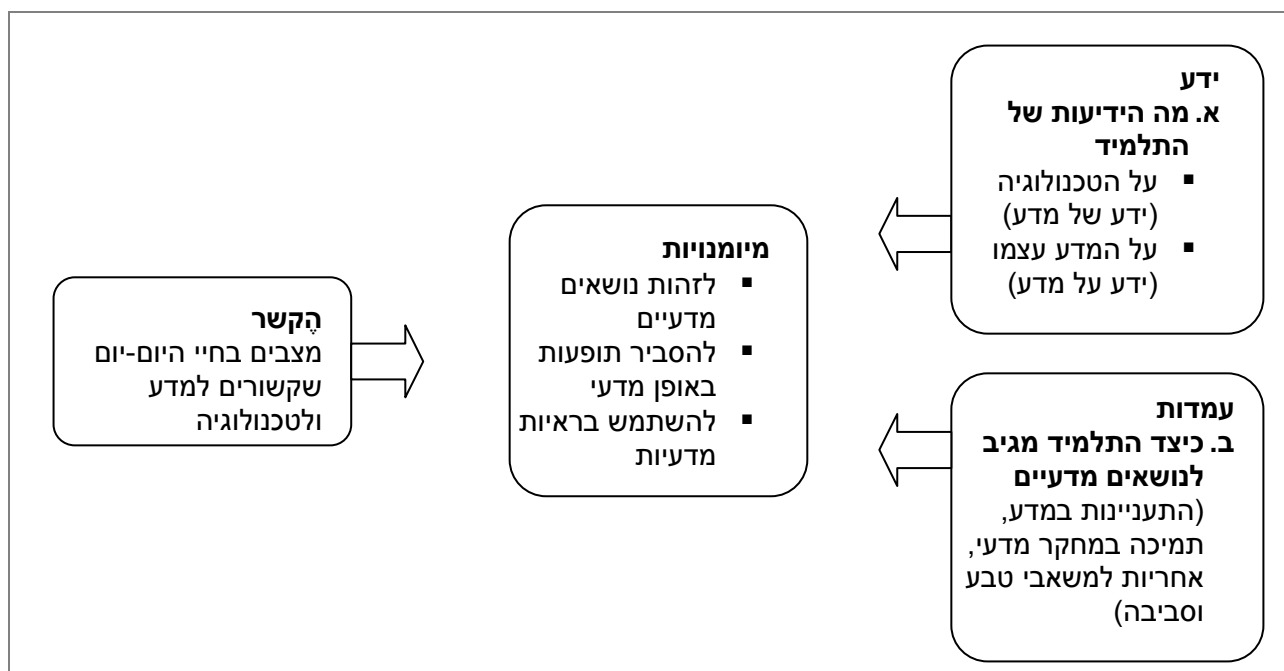 ידע
א. מה הידיעות של
התלמיד
▪ על הטכנולוגיה
(ידע של מדע)
▪ על המדע עצמו
(ידע על מדע)
עמדות
ב. כיצד התלמיד מגיב
לנושאים מדעיים
(התעניינות במדע,
תמיכה במחקר מדעי,
אחריות למשאבי טבע
וסביבה)
מיומנויות
▪ לזהות נושאים
מדעיים
▪ להסביר תופעות
באופן מדעי
▪ להשתמש בראיות
מדעיות
הֶקשר
מצבים בחיי היום-יום
שקשורים למדע
ולטכנולוגיה